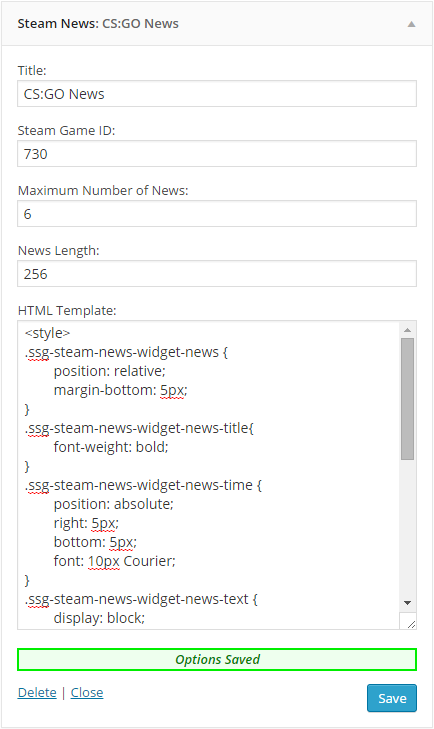 Steam News: CS:GO News
Title:
CS:GO News
Steam Game ID:
730
Maximum Number of News:
6
News Length:
256
HTML Template:
<style>
.ssg-steam-news-widget-news {
position: relative;
margin-bottom: 5px;
}
.ssg-steam-news-widget-news-title{
font-weight: bold;
}
.ssg-steam-news-widget-news-time {
position: absolute;
right: 5px;
bottom: 5px;
font: 10px Courier;
}
.ssg-steam-news-widget-news-text {
display: block;
Options Saved
Delete | Close
Save